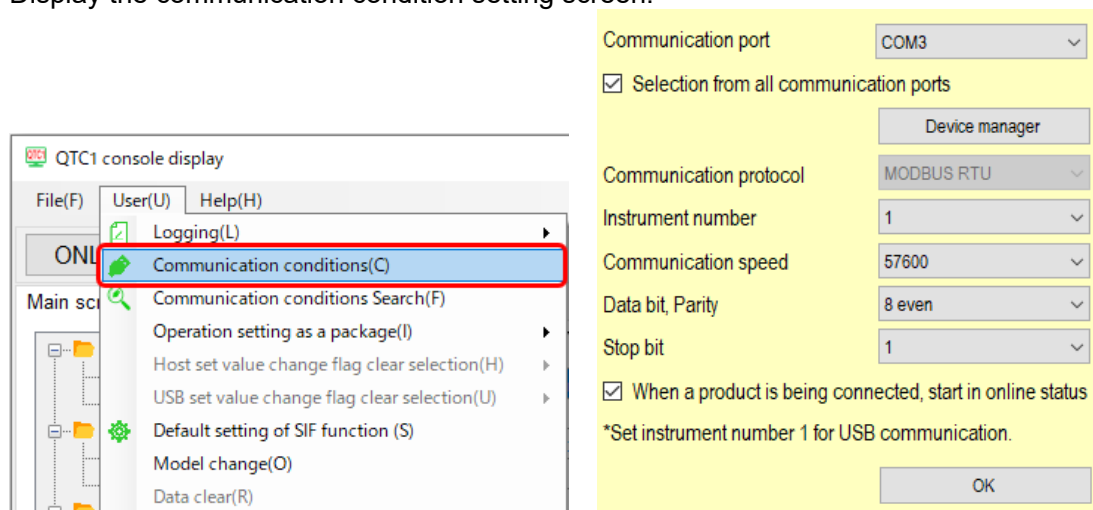 Display the communication condition setting screen.
QTC1 console display
File(F) User(U) Help(H)
ONL
Main scr
Logging(L)
Communication conditions(C)
Communication conditions Search(F)
Operation setting as a package(I)
Host set value change flag clear selection(H)
USB set value change flag clear selection(U)
Default setting of SIF function (S)
Model change(O)
Data clear(R)
Communication port COM3
Selection from all communication ports
Device manager
Communication protocol MODBUS RTU
Instrument number 1
Communication speed 57600
Data bit, Parity 8 even
Stop bit 1
When a product is being connected, start in online status
*Set instrument number 1 for USB communication.
OK